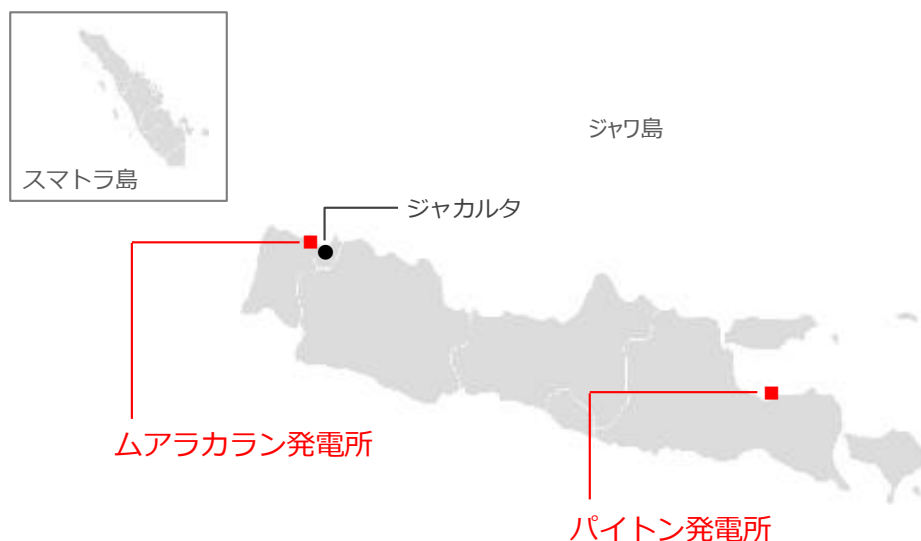 ジャワ島
スマトラ島
ジャカルタ
ムアラカラン発電所
パイトン発電所